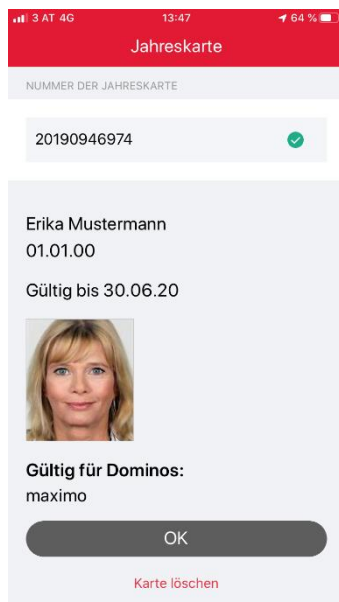 3 AT 4G 13:47 64 %
Jahreskarte
NUMMER DER JAHRESKARTE
20190946974
Erika Mustermann
01.01.00
Gültig bis 30.06.20
Gültig für Dominos:
maximo
OK
Karte löschen